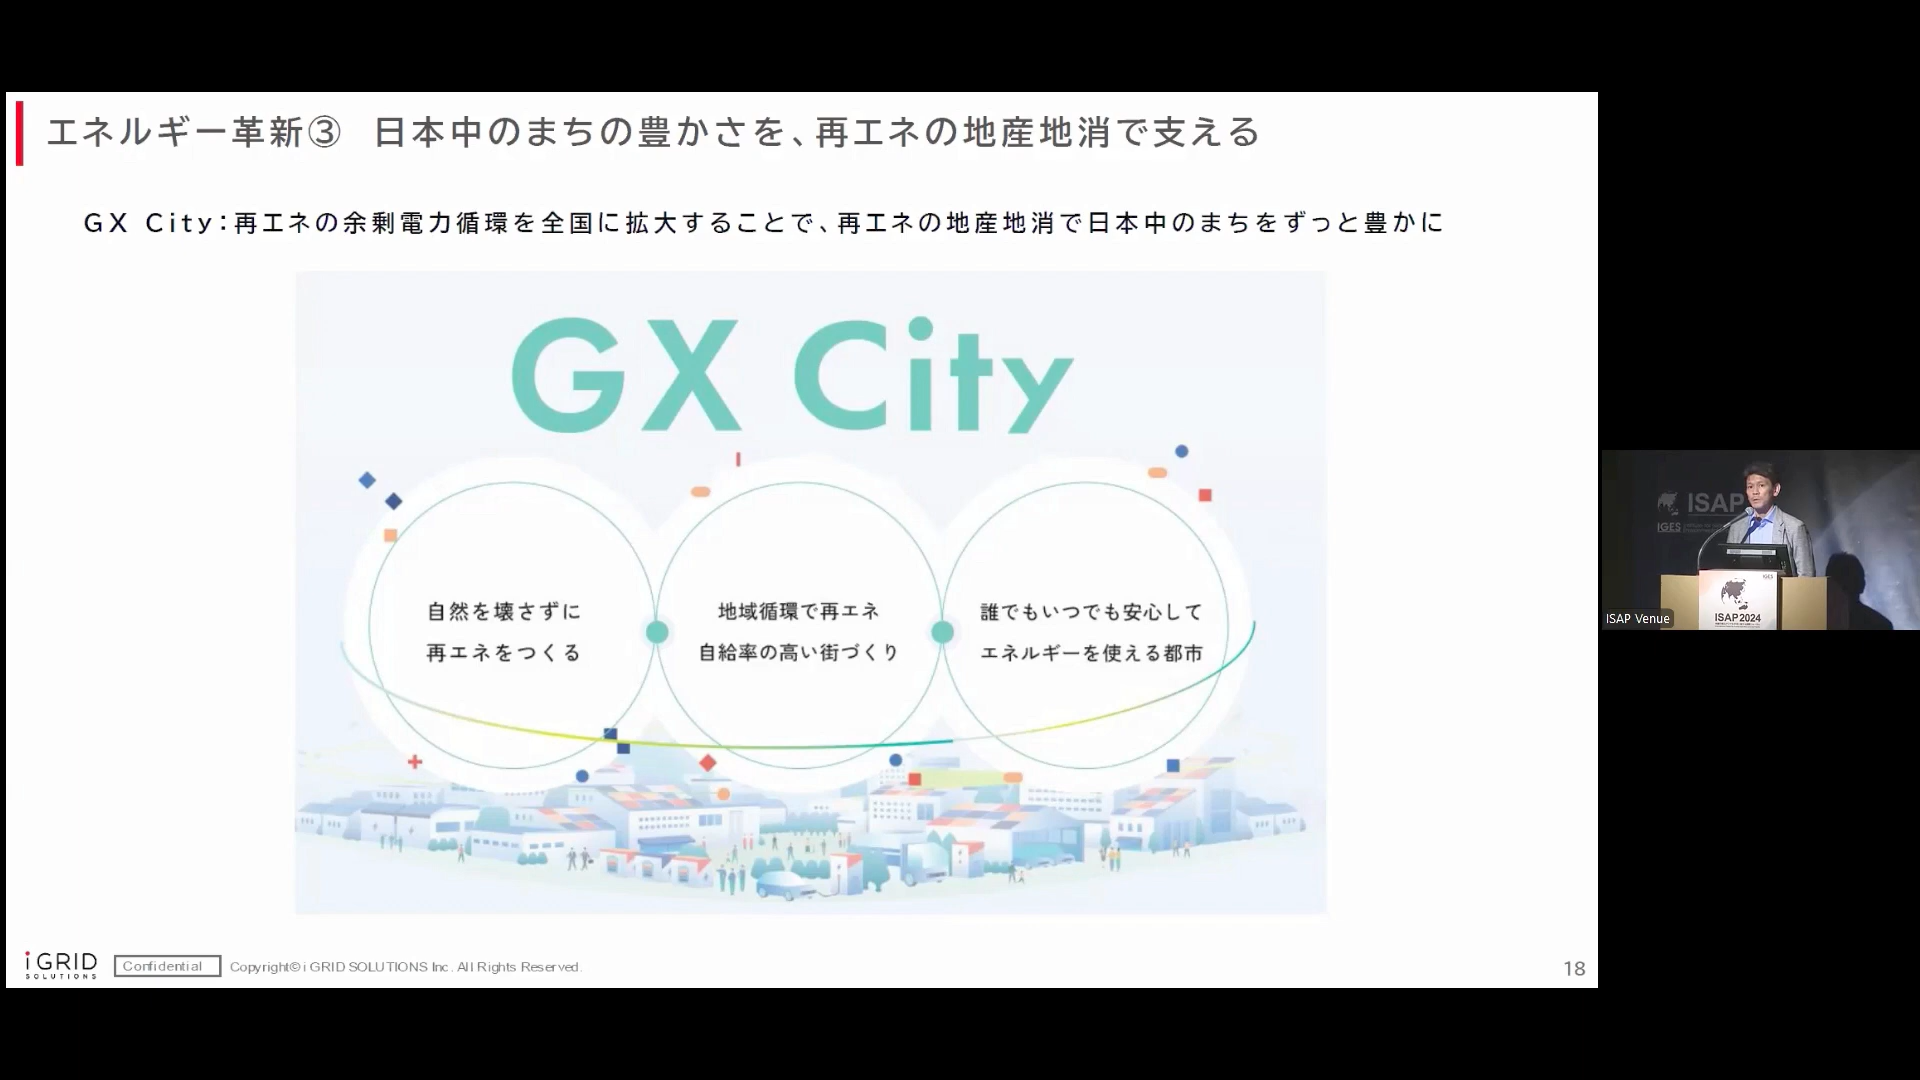 エネルギー革新③ 日本中のまちの豊かさを、再エネの地産地消で支える
GX City：再エネの余剰電力循環を全国に拡大することで、再エネの地産地消で日本中のまちをずっと豊かに
GX City
自然を壊さずに
再エネをつくる
地域循環で再エネ
自給率の高い街づくり
誰でもいつでも安心して
エネルギーを使える都市
iGRID
SOLUTIONS
Confidential
Copyright© i GRID SOLUTIONS Inc. All Rights Reserved.
18
ISAP
IGES
IGES
ISAP2024
ISAP Venue